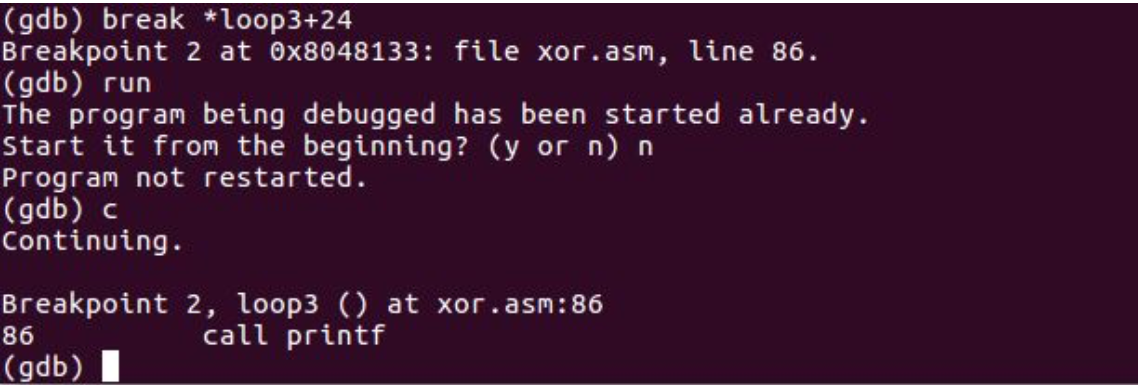 (gdb) break *loop3+24
Breakpoint 2 at 0x8048133: file xor.asm, line 86.
(gdb) run
The program being debugged has been started already.
Start it from the beginning? (y or n) n
Program not restarted.
(gdb) c
Continuing.

Breakpoint 2, loop3 () at xor.asm:86
86	call printf
(gdb)